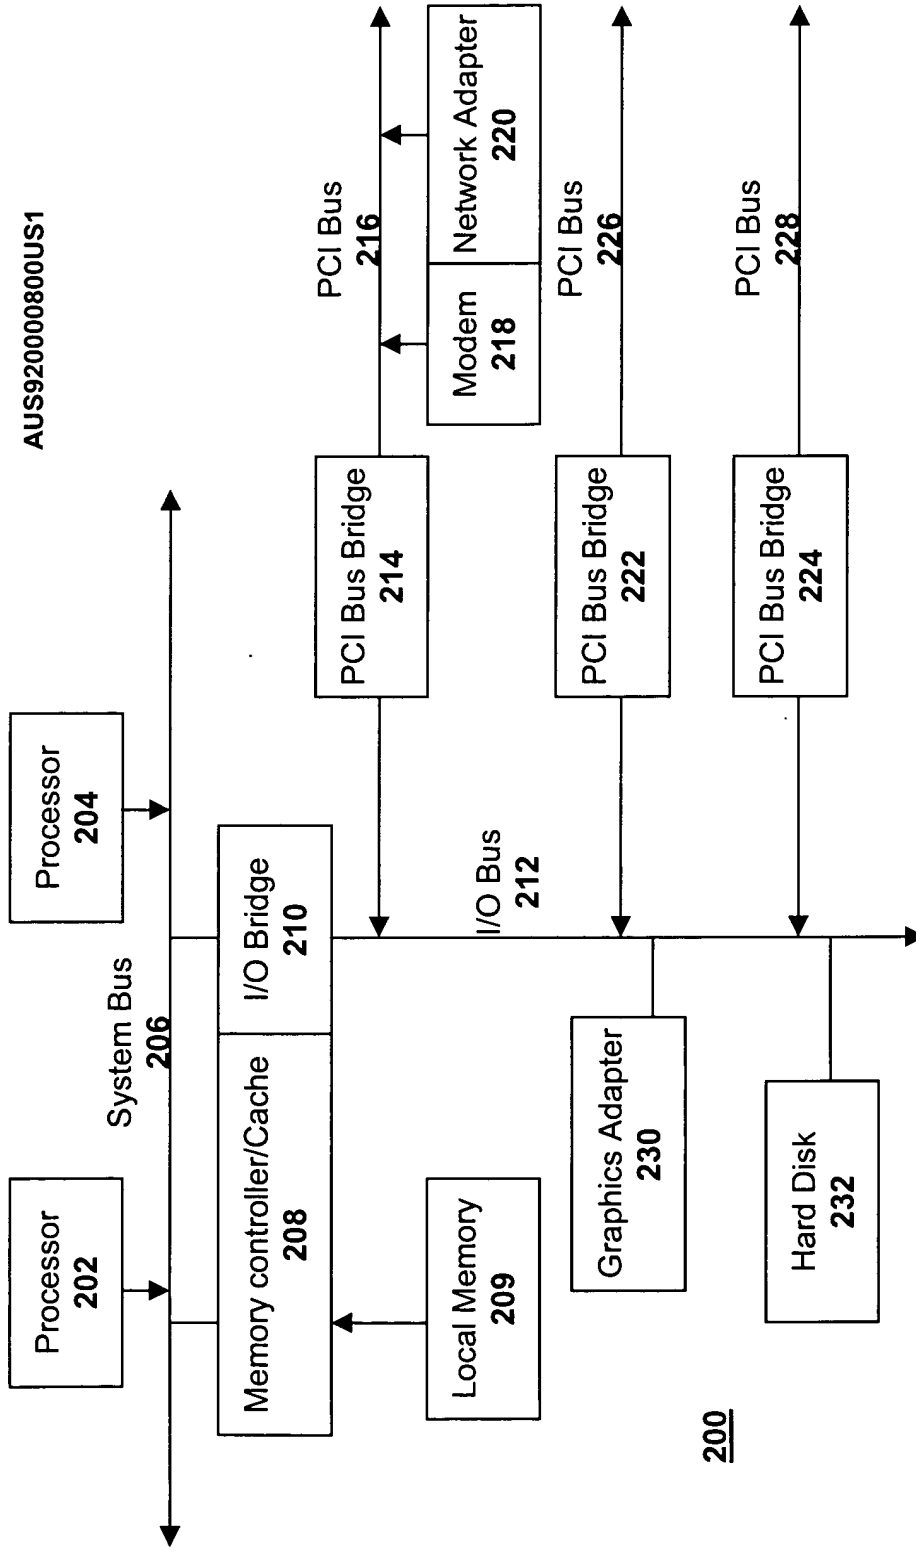 AUS920000800US1
Processor
202
Processor
204
System Bus
206
Memory controller/Cache
208
I/O Bridge
210
Local Memory
209
PCI Bus Bridge
214
PCI Bus
216
Modem
218
Network Adapter
220
I/O Bus
212
Graphics Adapter
230
PCI Bus Bridge
222
PCI Bus
226
Hard Disk
232
PCI Bus Bridge
224
PCI Bus
228
200